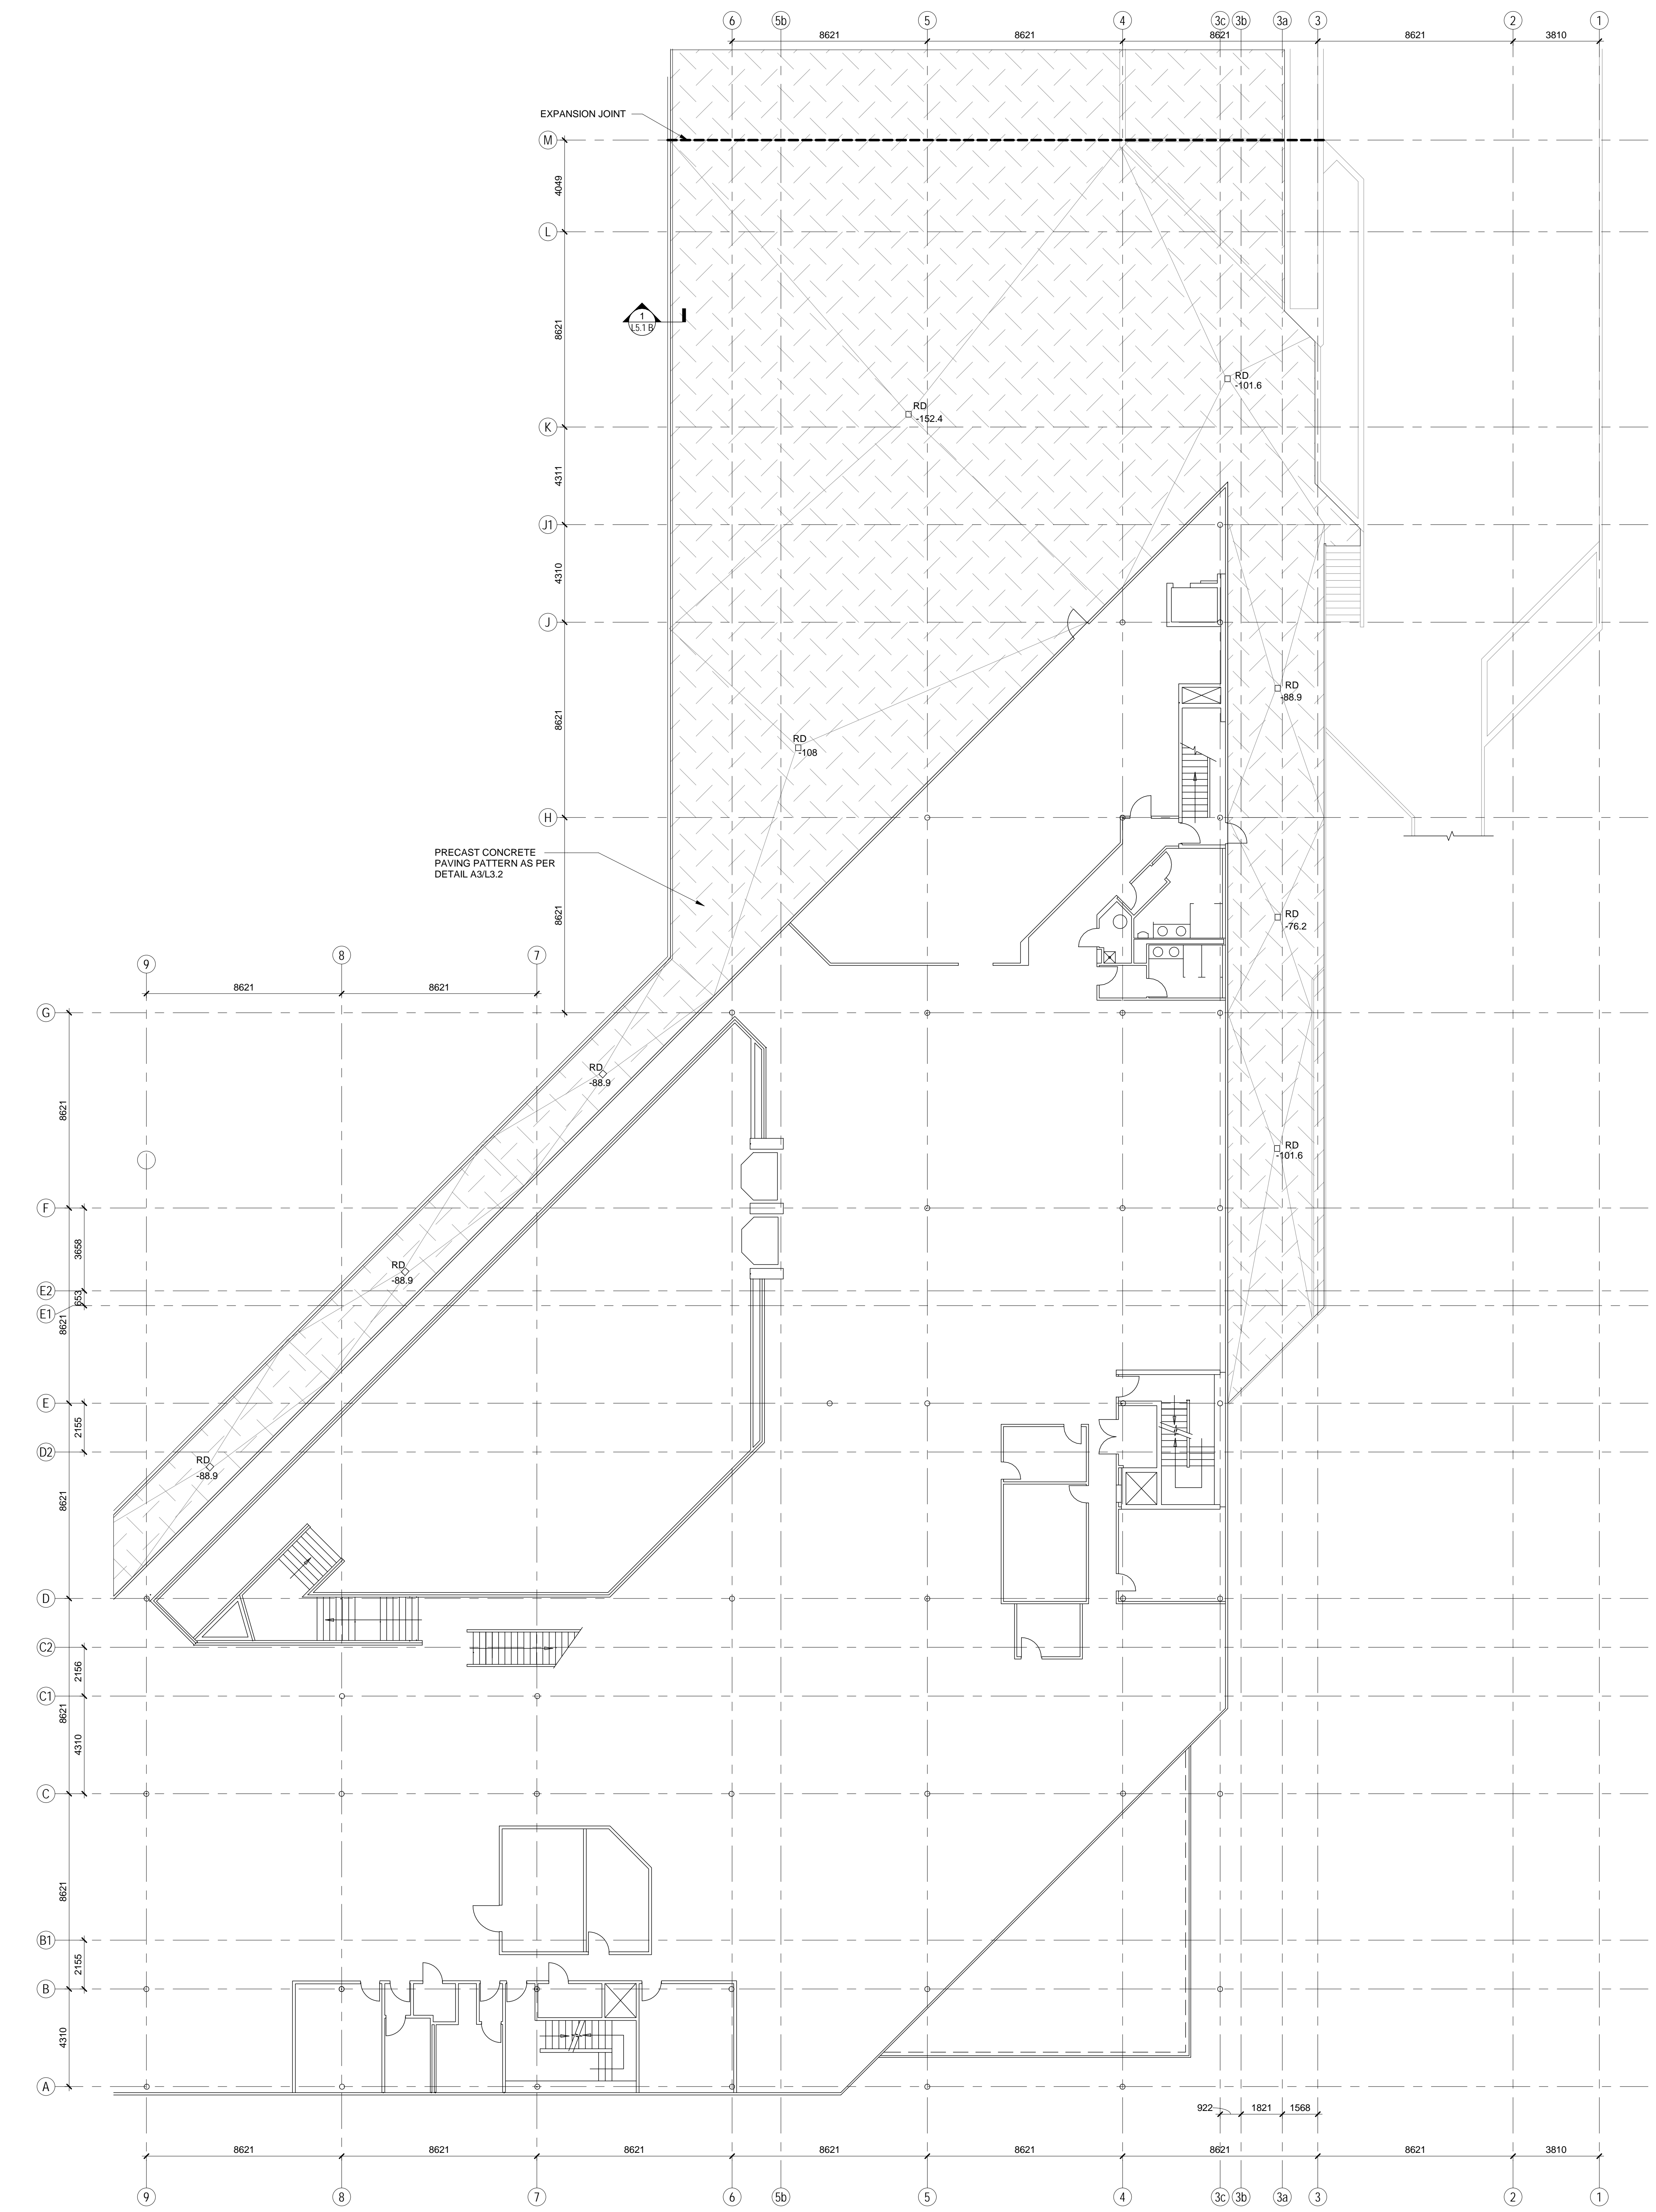 6 5b 5 4 3c 3b 3a 3 2 1
8621 8621 8621 8621 3810
EXPANSION JOINT
M
4049
L
1
L5.1 B
8621
RD
-101.6
RD
-152.4
K
4311
J1
4310
J
RD
-88.9
8621
RD
-108
H
PRECAST CONCRETE
PAVING PATTERN AS PER
DETAIL A3/L3.2
8621
RD
-76.2
9 8 7
8621 8621
G
RD
-88.9
8621
RD
-101.6
F
3658
RD
-88.9
E2
653
E1
8621
E
2155
D2
RD
-88.9
8621
D
C2
2156
C1
8621
4310
C
8621
B1
2155
B
4310
A
922 1821 1568
8621 8621 8621 8621 8621 8621 8621 3810
9 8 7 6 5b 5 4 3c 3b 3a 3 2 1